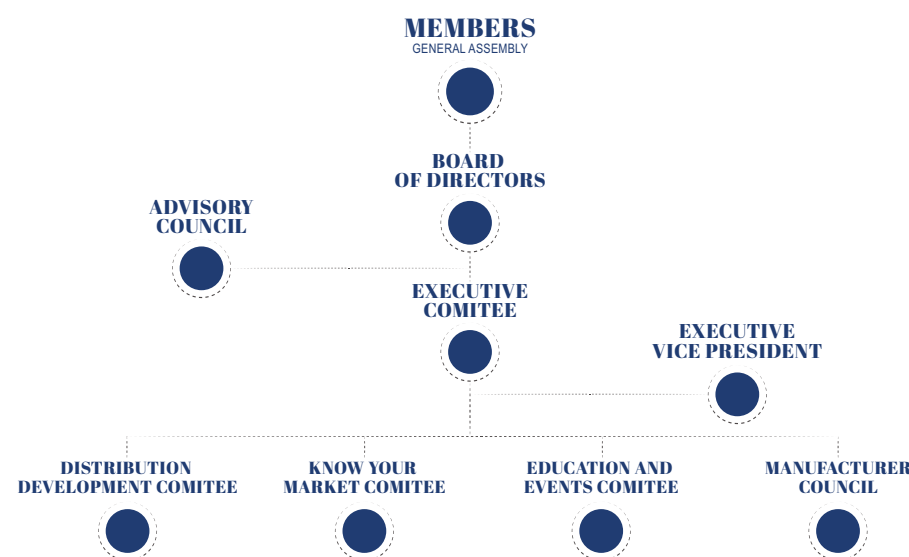 MEMBERS
GENERAL ASSEMBLY
BOARD
OF DIRECTORS
ADVISORY
COUNCIL
EXECUTIVE
COMITEE
EXECUTIVE
VICE PRESIDENT
DISTRIBUTION
DEVELOPMENT COMITEE
KNOW YOUR
MARKET COMITEE
EDUCATION AND
EVENTS COMITEE
MANUFACTURER
COUNCIL